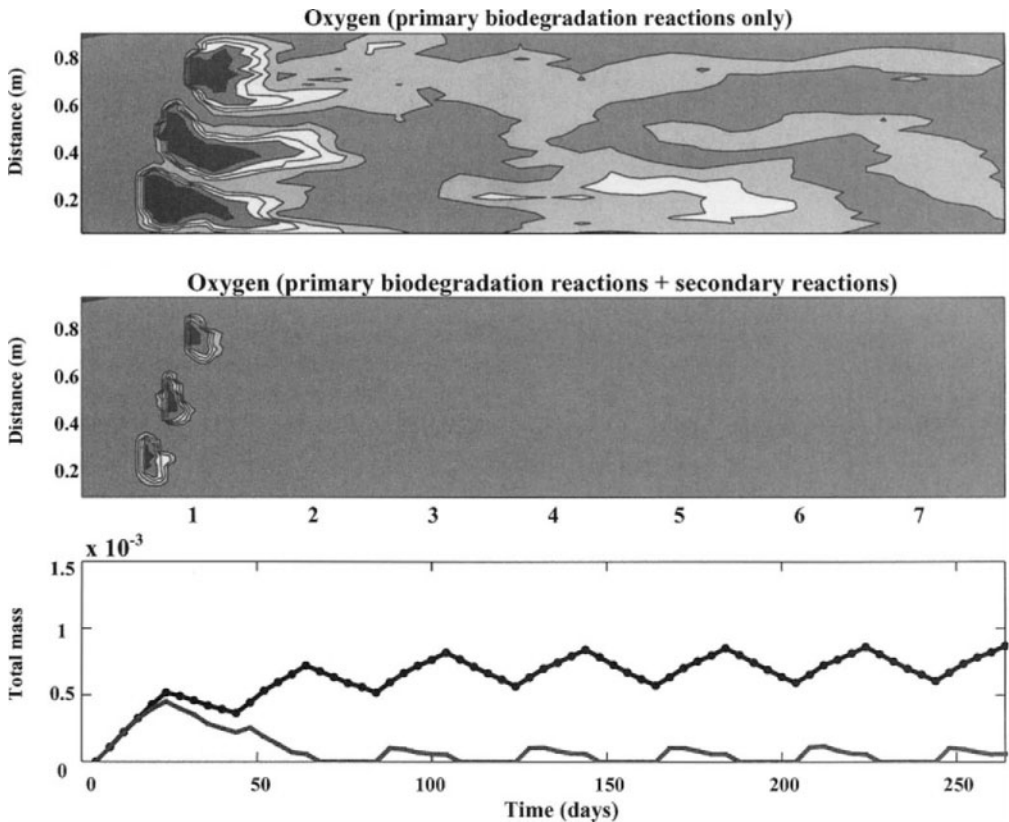 Oxygen (primary biodegradation reactions only)
Distance (m)
0.8
0.6
0.4
0.2
Oxygen (primary biodegradation reactions + secondary reactions)
Distance (m)
0.8
0.6
0.4
0.2
1 2 3 4 5 6 7
x 10-3
Total mass
1.5
1
0.5
0
0 50 100 150 200 250
Time (days)